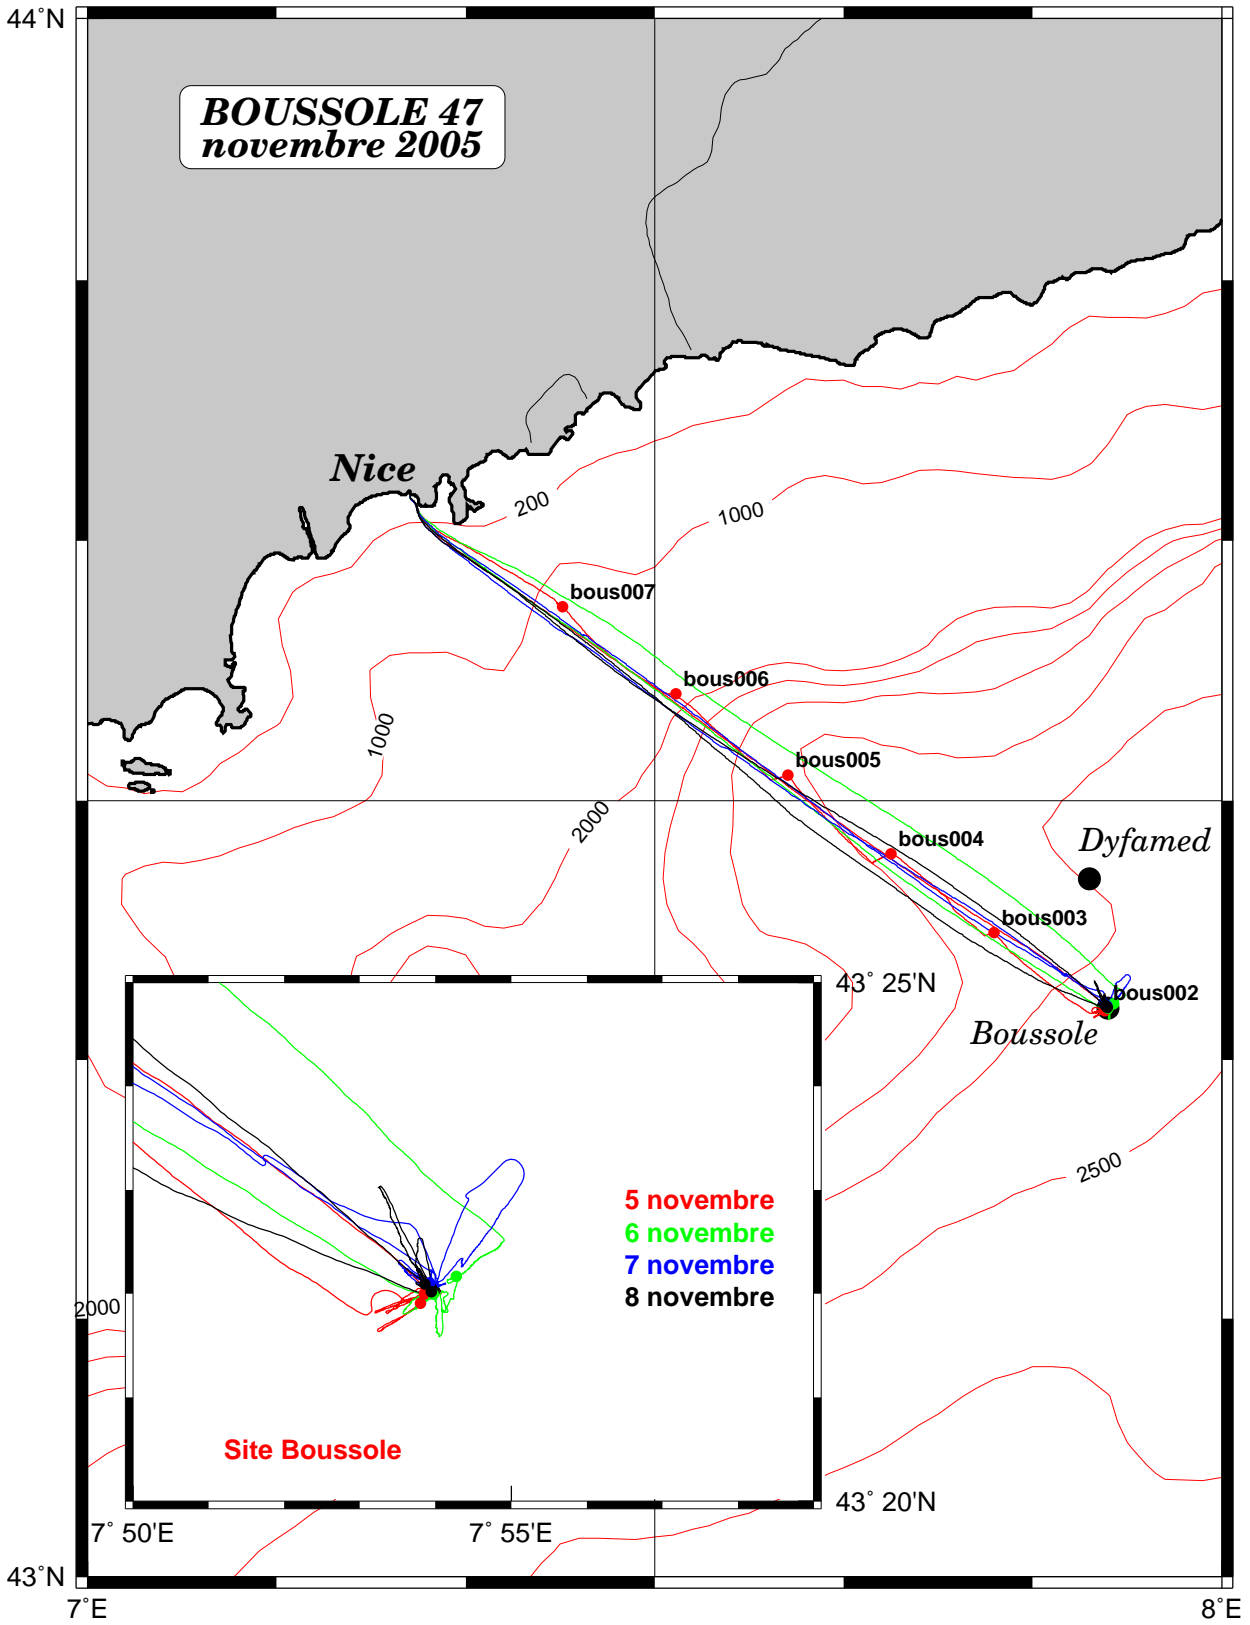 44°N
BOUSSOLE 47
novembre 2005
Nice
200
1000
bous007
bous006
1000
bous005
2000
bous004
Dyfamed
bous003
43° 25'N
bous002
Boussole
2500
5 novembre
6 novembre
7 novembre
8 novembre
2000
Site Boussole
43° 20'N
7° 50'E
7° 55'E
43°N
7°E
8°E